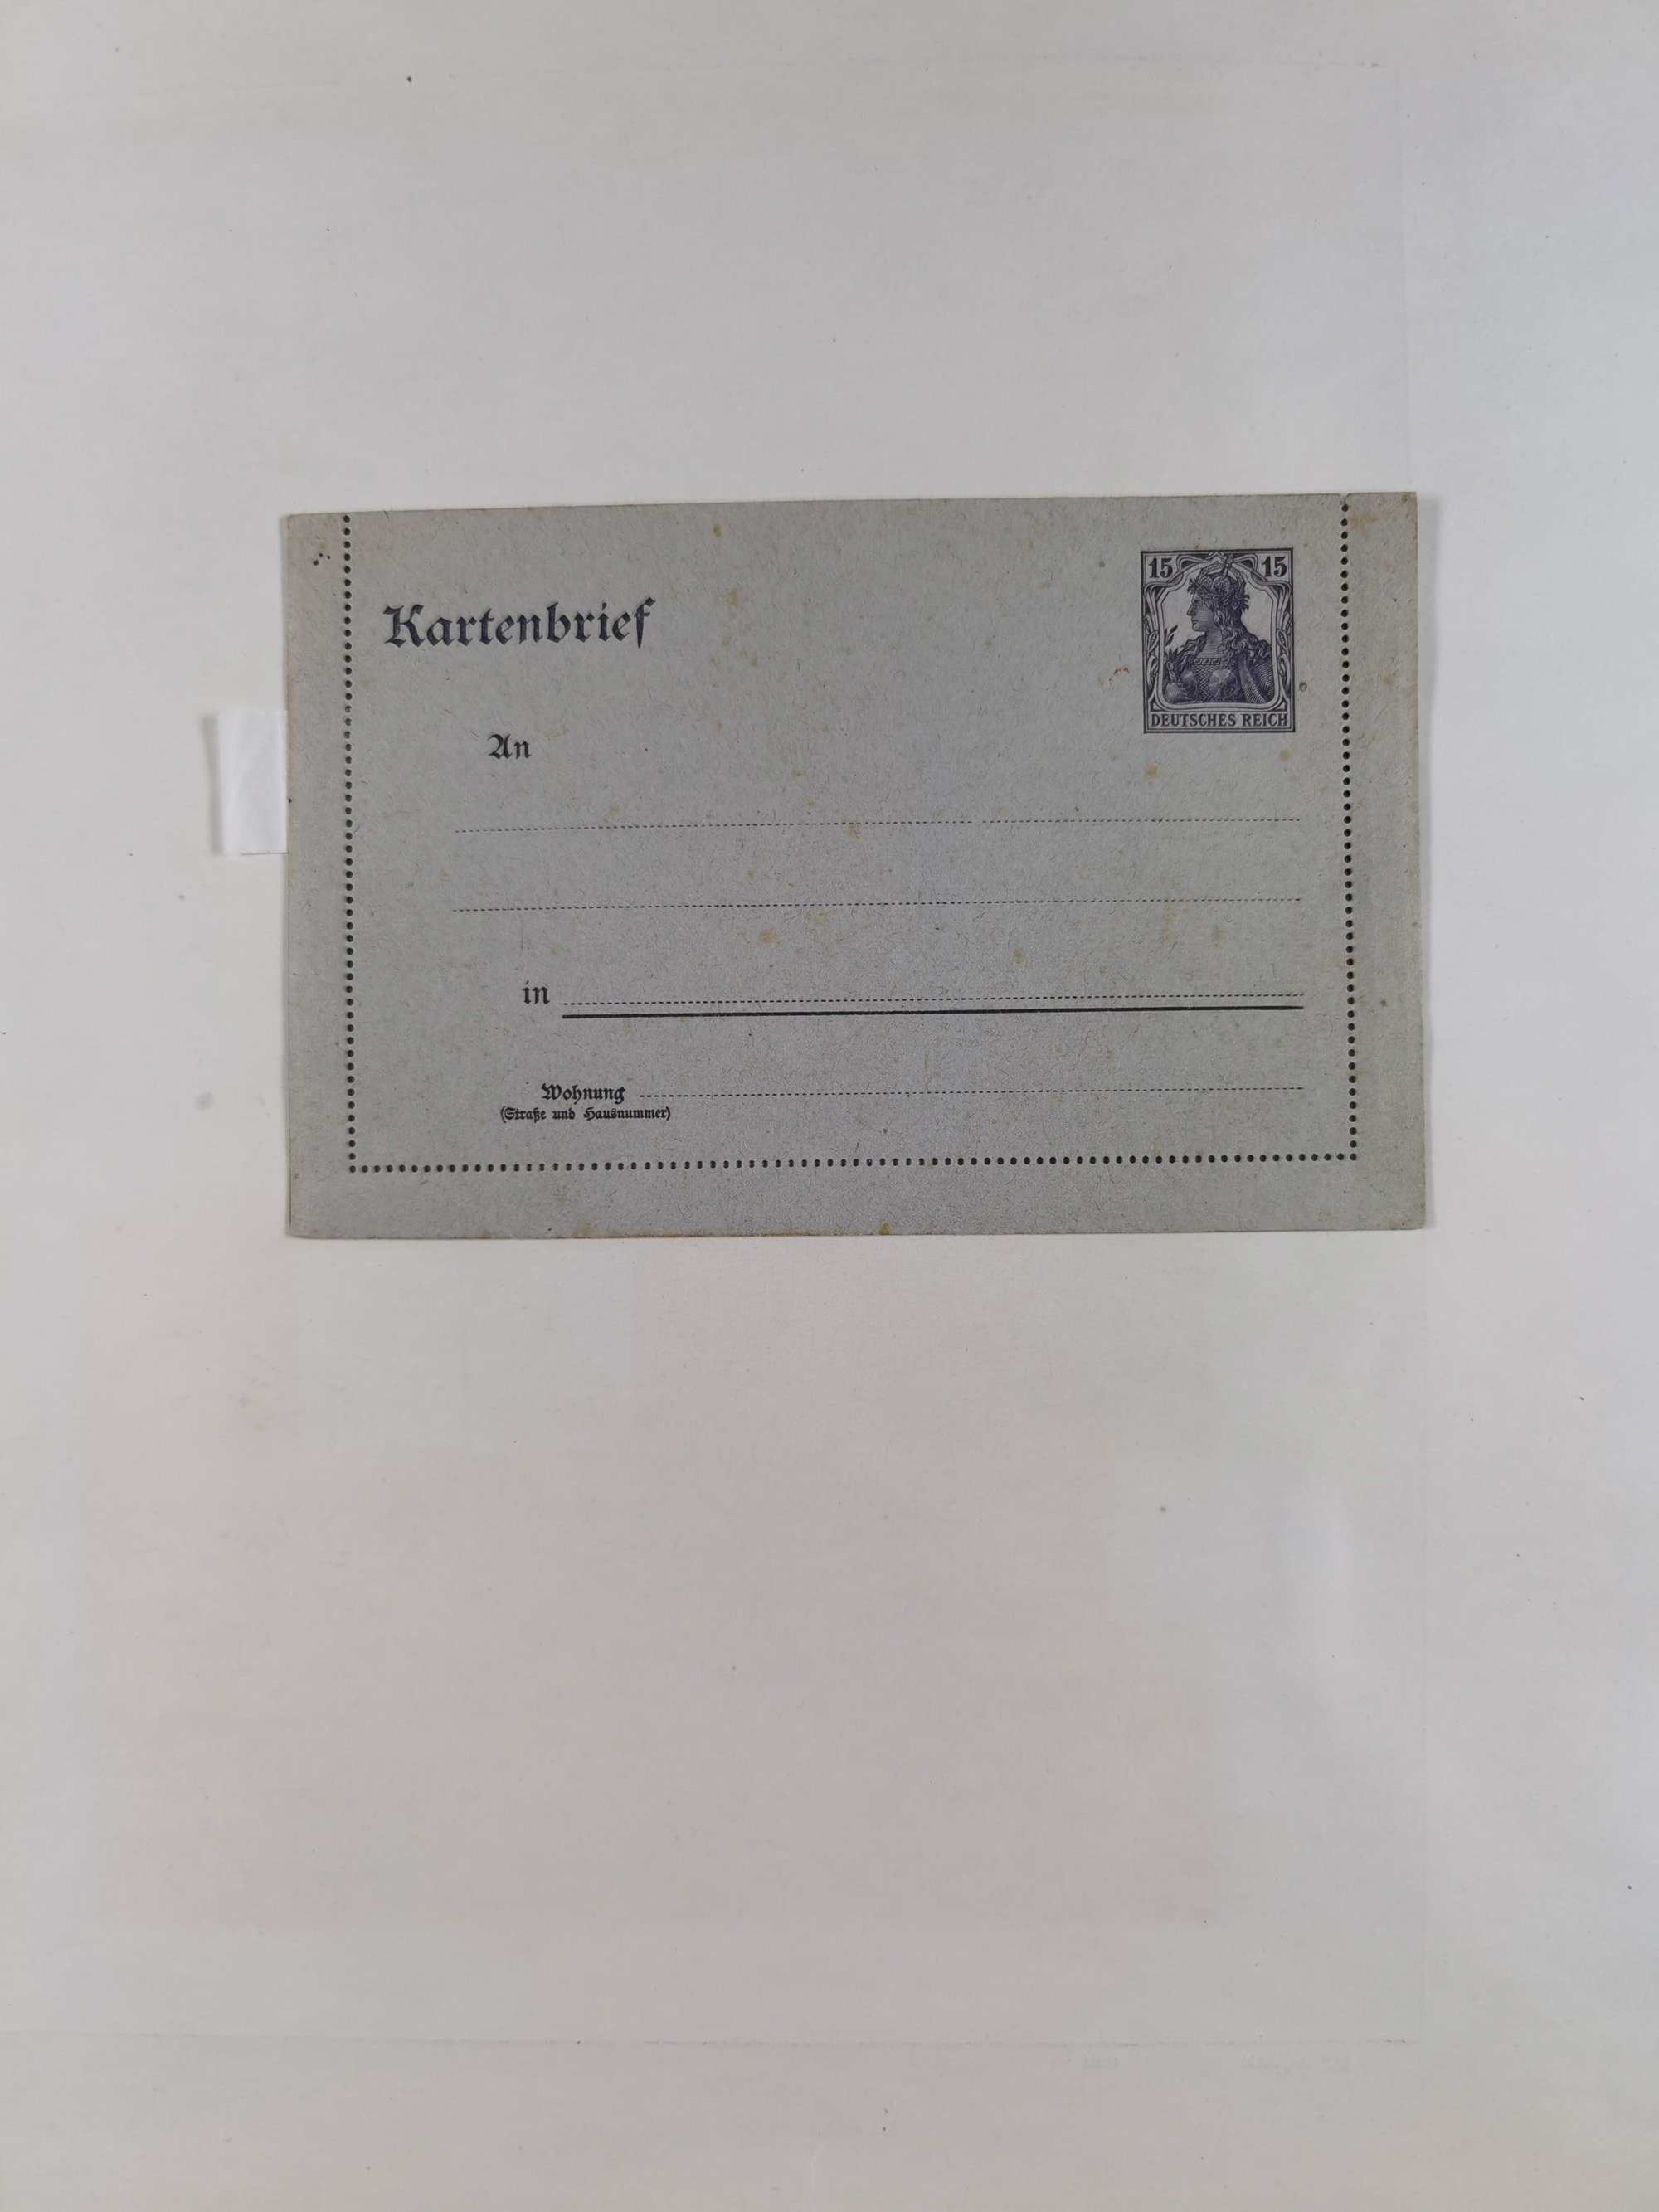 15 15
Kartenbrief
DEUTSCHES REICH
An
in
Wohnung
(Straße und Hausnummer)